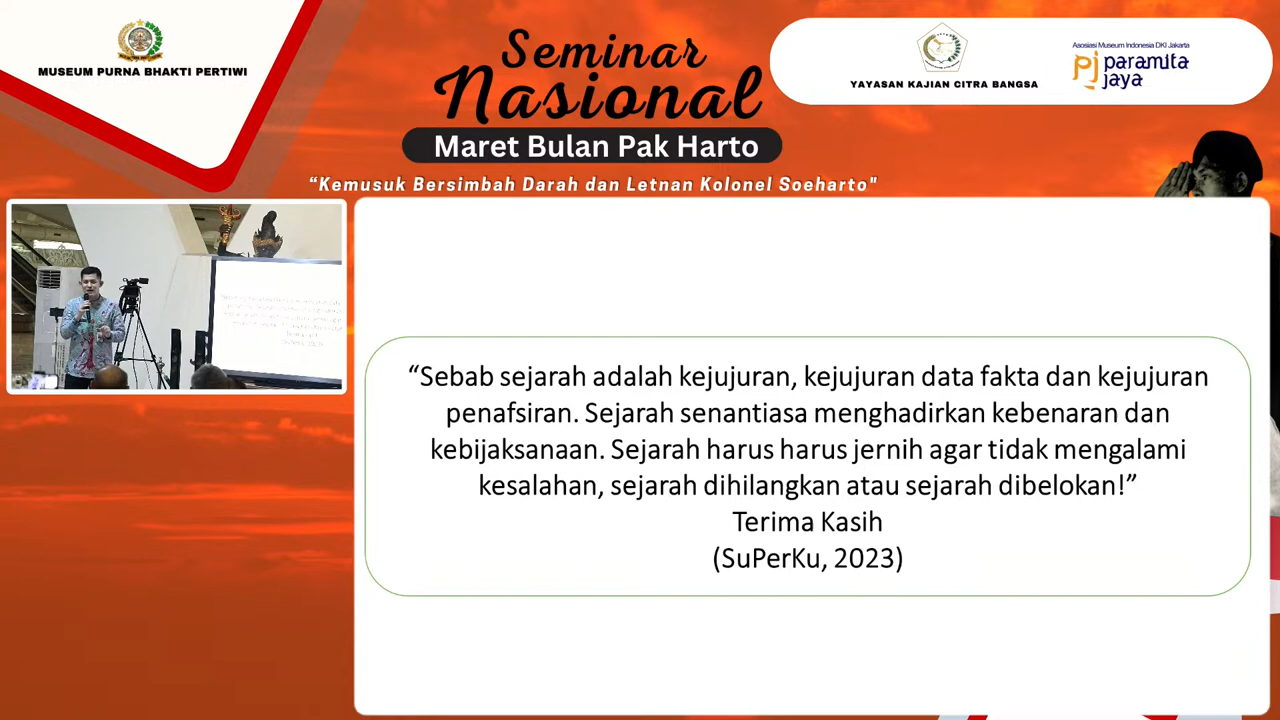 MUSEUM PURNA BHAKTI PERTIWI
Seminar
Nasional
Maret Bulan Pak Harto
“Kemusuk Bersimbah Darah dan Letnan Kolonel Soeharto"
YAYASAN KAJIAN CITRA BANGSA
Asosiasi Museum Indonesia DKI Jakarta
pj paramita
jaya
“Sebab sejarah adalah kejujuran, kejujuran data fakta dan kejujuran
penafsiran. Sejarah senantiasa menghadirkan kebenaran dan
kebijaksanaan. Sejarah harus harus jernih agar tidak mengalami
kesalahan, sejarah dihilangkan atau sejarah dibelokan!”
Terima Kasih
(SuPerKu, 2023)